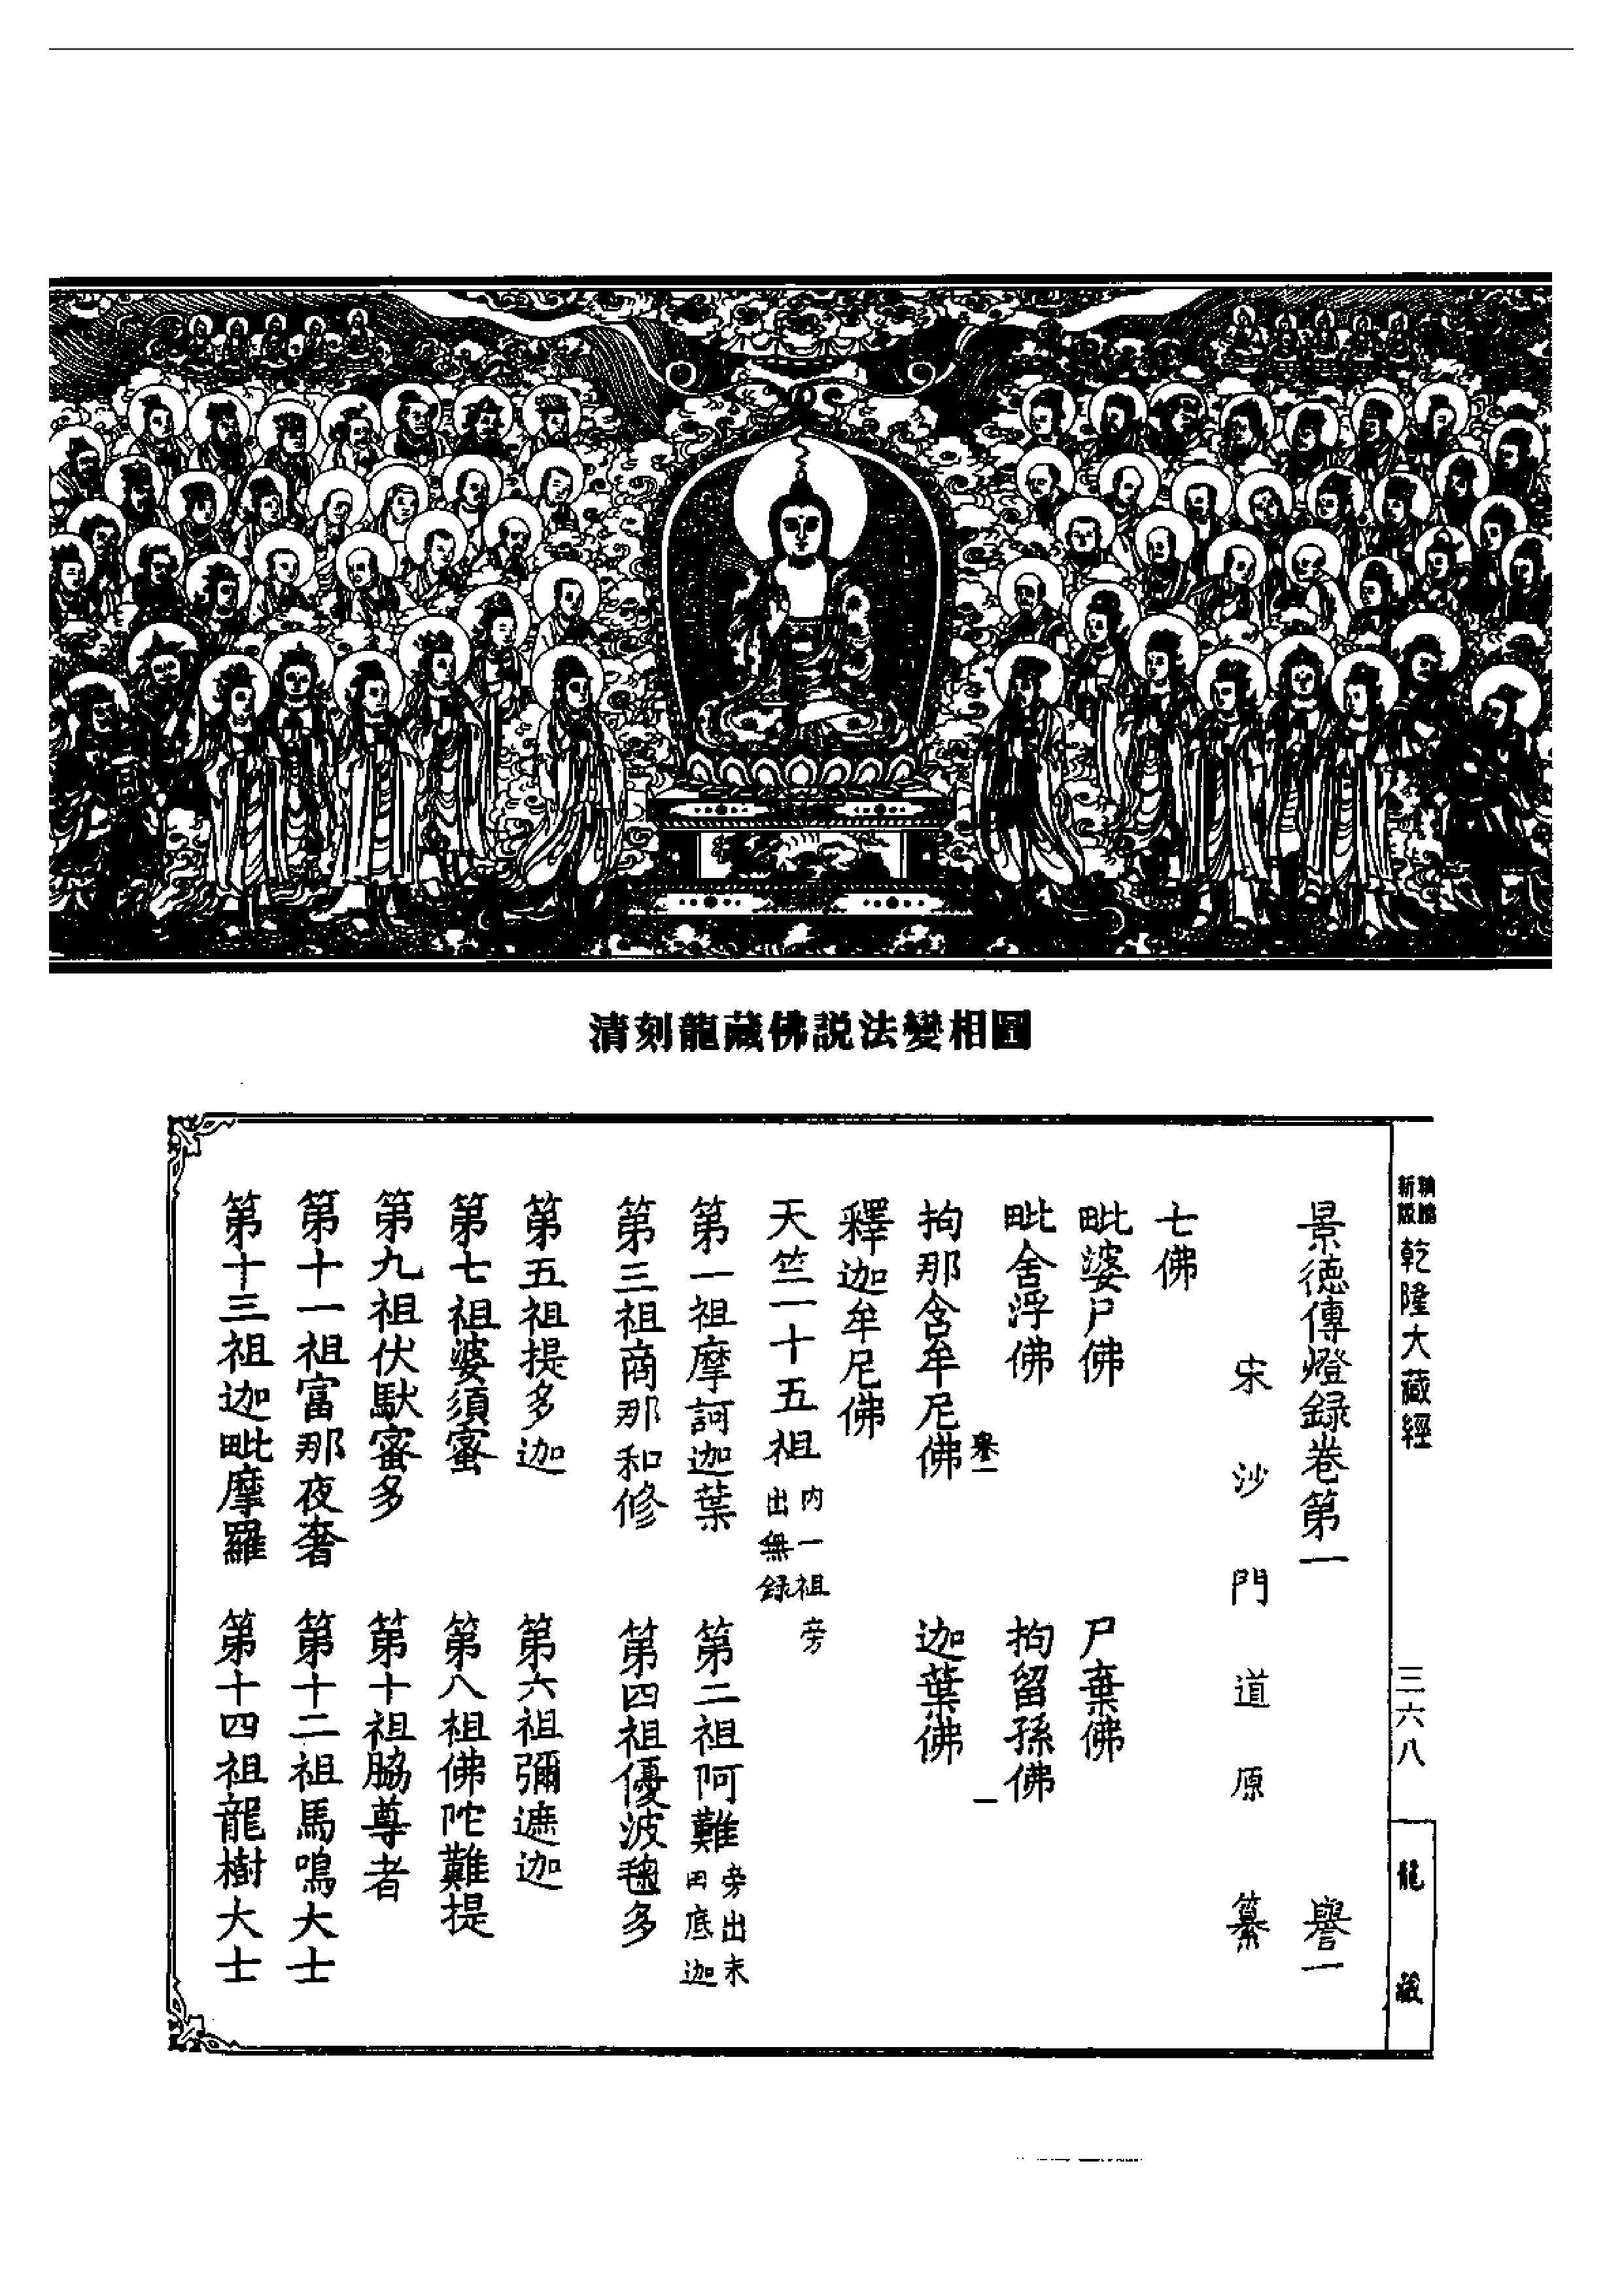 清刻龍藏佛説法變相圖
新版
乾隆大藏經
三六八
龍藏
景德傳燈録巻第一 譽一
宋沙門道原纂
七佛
毗婆尸佛 尸棄佛
毗舍浮佛 拘留孫佛
巻一 一
拘那含牟尼佛 迦葉佛
釋迦牟尼佛
天竺一十五祖 内一祖旁出無録
第一祖摩訶迦葉 第二祖阿難 旁出末田底迦
第三祖商那和修 第四祖優波毱多
第五祖提多迦 第六祖彌遮迦
第七祖婆須蜜 第八祖佛陀難提
第九祖伏馱蜜多 第十祖脇尊者
第十一祖富那夜奢 第十二祖馬鳴大士
第十三祖迦毗摩羅 第十四祖龍樹大士